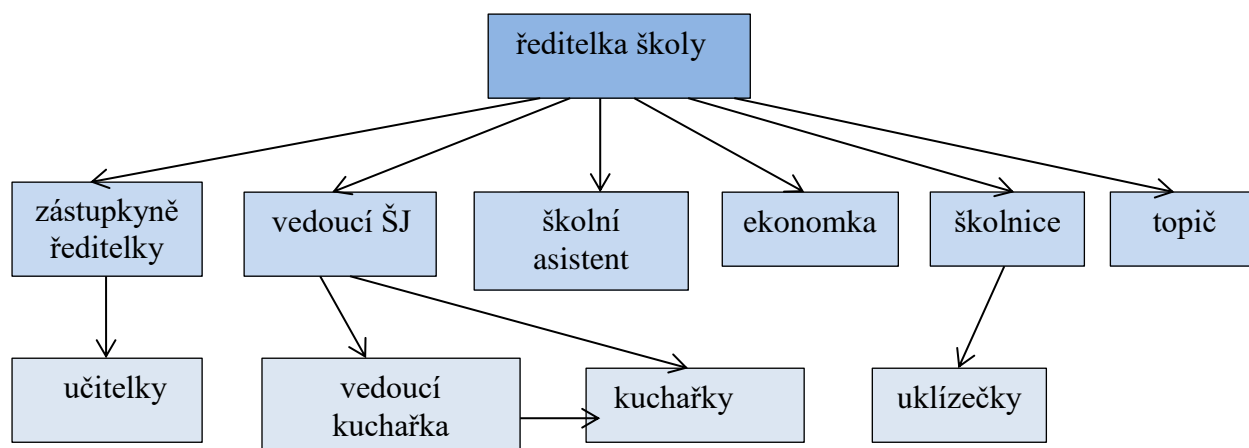 ředitelka školy
zástupkyně
ředitelky
vedoucí ŠJ
školní
asistent
ekonomka
školnice
topič
učitelky
vedoucí
kuchařka
kuchařky
uklízečky